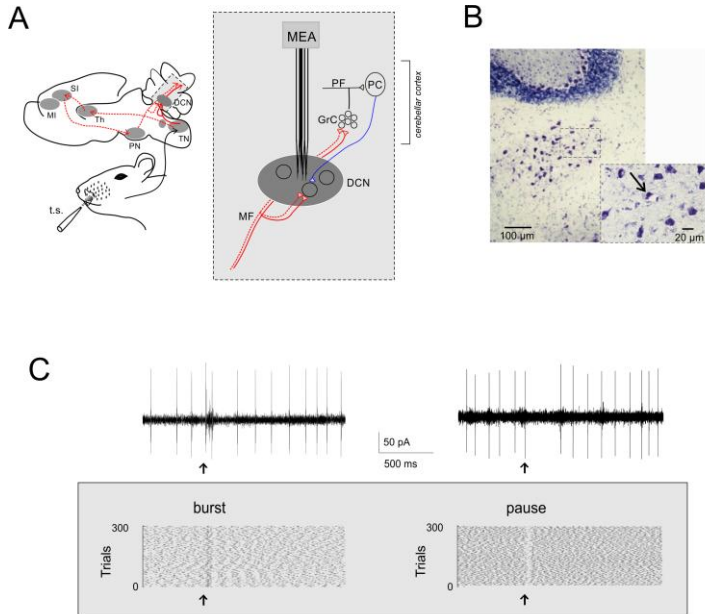 A
SI
MI
Th
DCN
PN
TN
t.s.
MEA
PF
PC
GrC
cerebellar cortex
DCN
MF
B
100 µm
20 µm
C
50 pA
500 ms
burst
pause
300
Trials
0
300
Trials
0